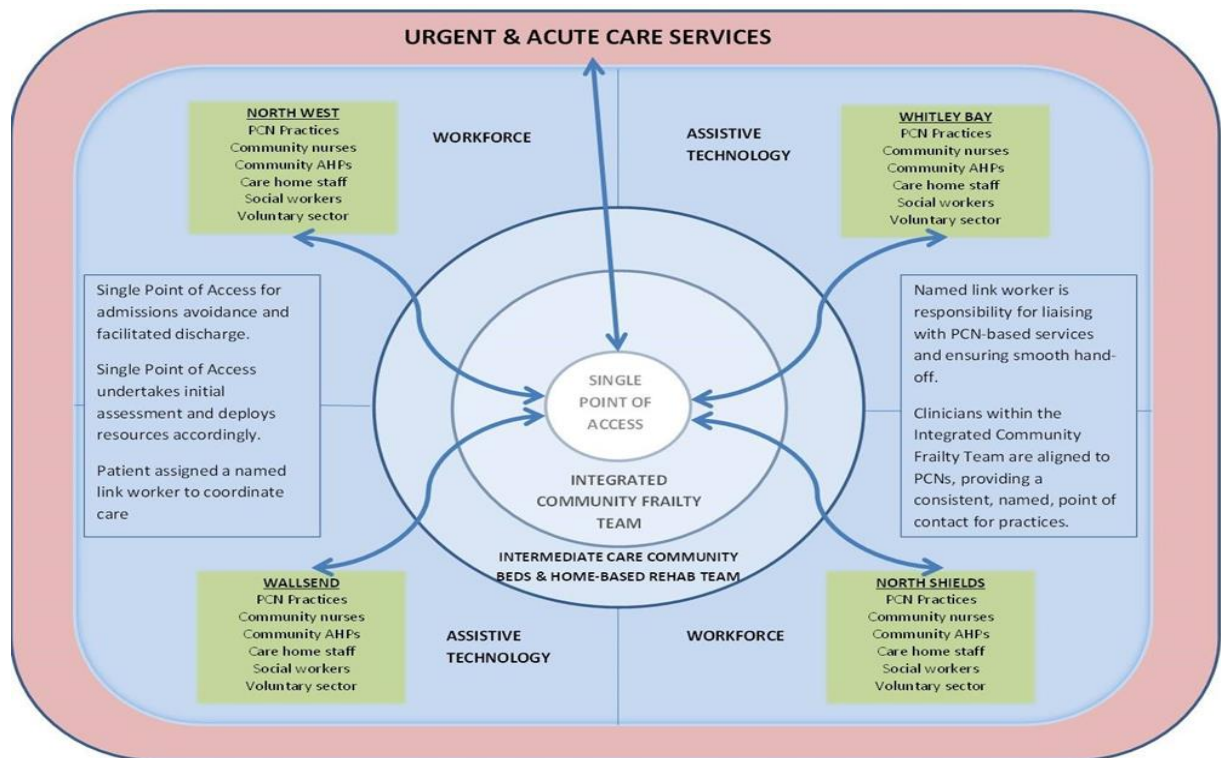 URGENT & ACUTE CARE SERVICES
NORTH WEST
PCN Practices
Community nurses
Community AHPs
Care home staff
Social workers
Voluntary sector
WORKFORCE
ASSISTIVE
TECHNOLOGY
WHITLEY BAY
PCN Practices
Community nurses
Community AHPs
Care home staff
Social workers
Voluntary sector
Single Point of Access for
admissions avoidance and
facilitated discharge.
Single Point of Access
undertakes initial
assessment and deploys
resources accordingly.
Patient assigned a named
link worker to coordinate
care
SINGLE
POINT OF
ACCESS
INTEGRATED
COMMUNITY FRAILTY
TEAM
INTERMEDIATE CARE COMMUNITY
BEDS & HOME-BASED REHAB TEAM
Named link worker is
responsibility for liaising
with PCN-based services
and ensuring smooth hand-
off.
Clinicians within the
Integrated Community
Frailty Team are aligned to
PCNs, providing a
consistent, named, point of
contact for practices.
WALLSEND
PCN Practices
Community nurses
Community AHPs
Care home staff
Social workers
Voluntary sector
ASSISTIVE
TECHNOLOGY
WORKFORCE
NORTH SHIELDS
PCN Practices
Community nurses
Community AHPs
Care home staff
Social workers
Voluntary sector